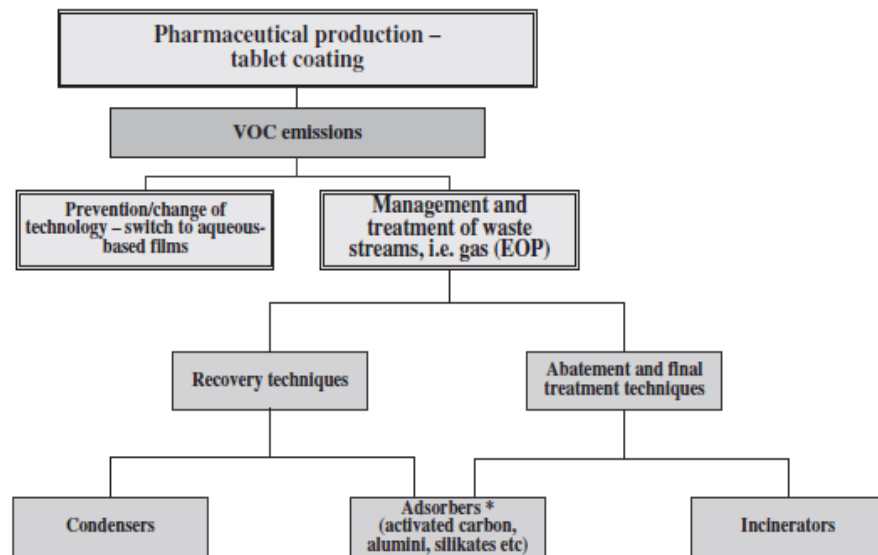 Pharmaceutical production –
tablet coating
VOC emissions
Prevention/change of
technology – switch to aqueous-
based films
Management and
treatment of waste
streams, i.e. gas (EOP)
Recovery techniques
Abatement and final
treatment techniques
Condensers
Adsorbers *
(activated carbon,
alumini, silikates etc)
Incinerators